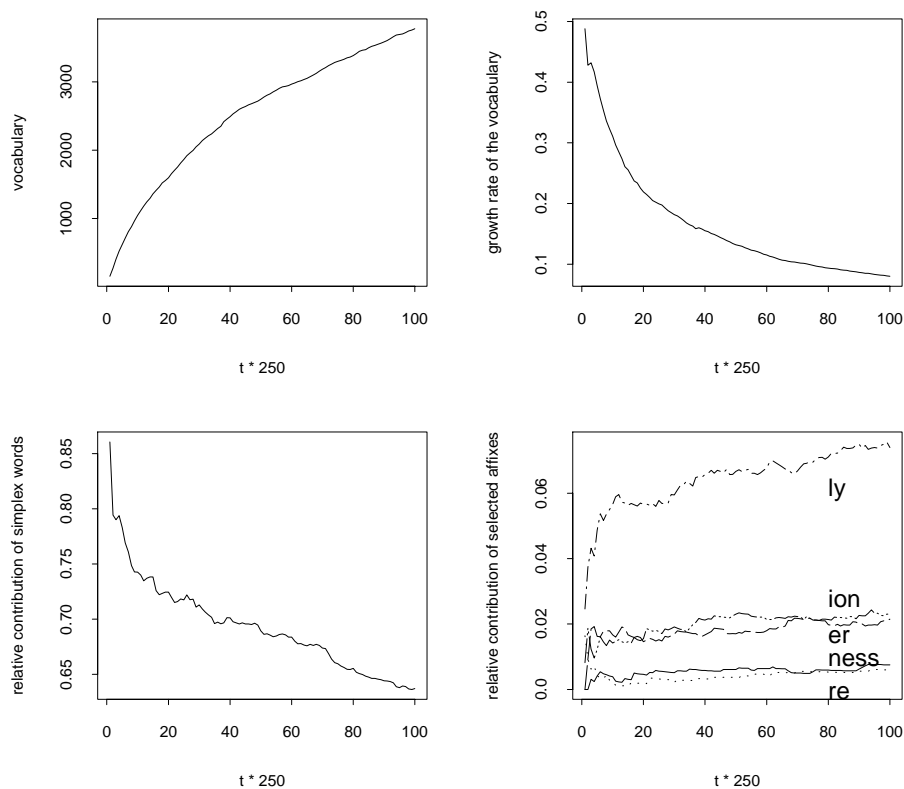 vocabulary
1000 2000 3000
0 20 40 60 80 100
t * 250
growth rate of the vocabulary
0.1 0.2 0.3 0.4 0.5
0 20 40 60 80 100
t * 250
relative contribution of simplex words
0.65 0.70 0.75 0.80 0.85
0 20 40 60 80 100
t * 250
relative contribution of selected affixes
0.0 0.02 0.04 0.06
ly
ion
er
ness
re
0 20 40 60 80 100
t * 250